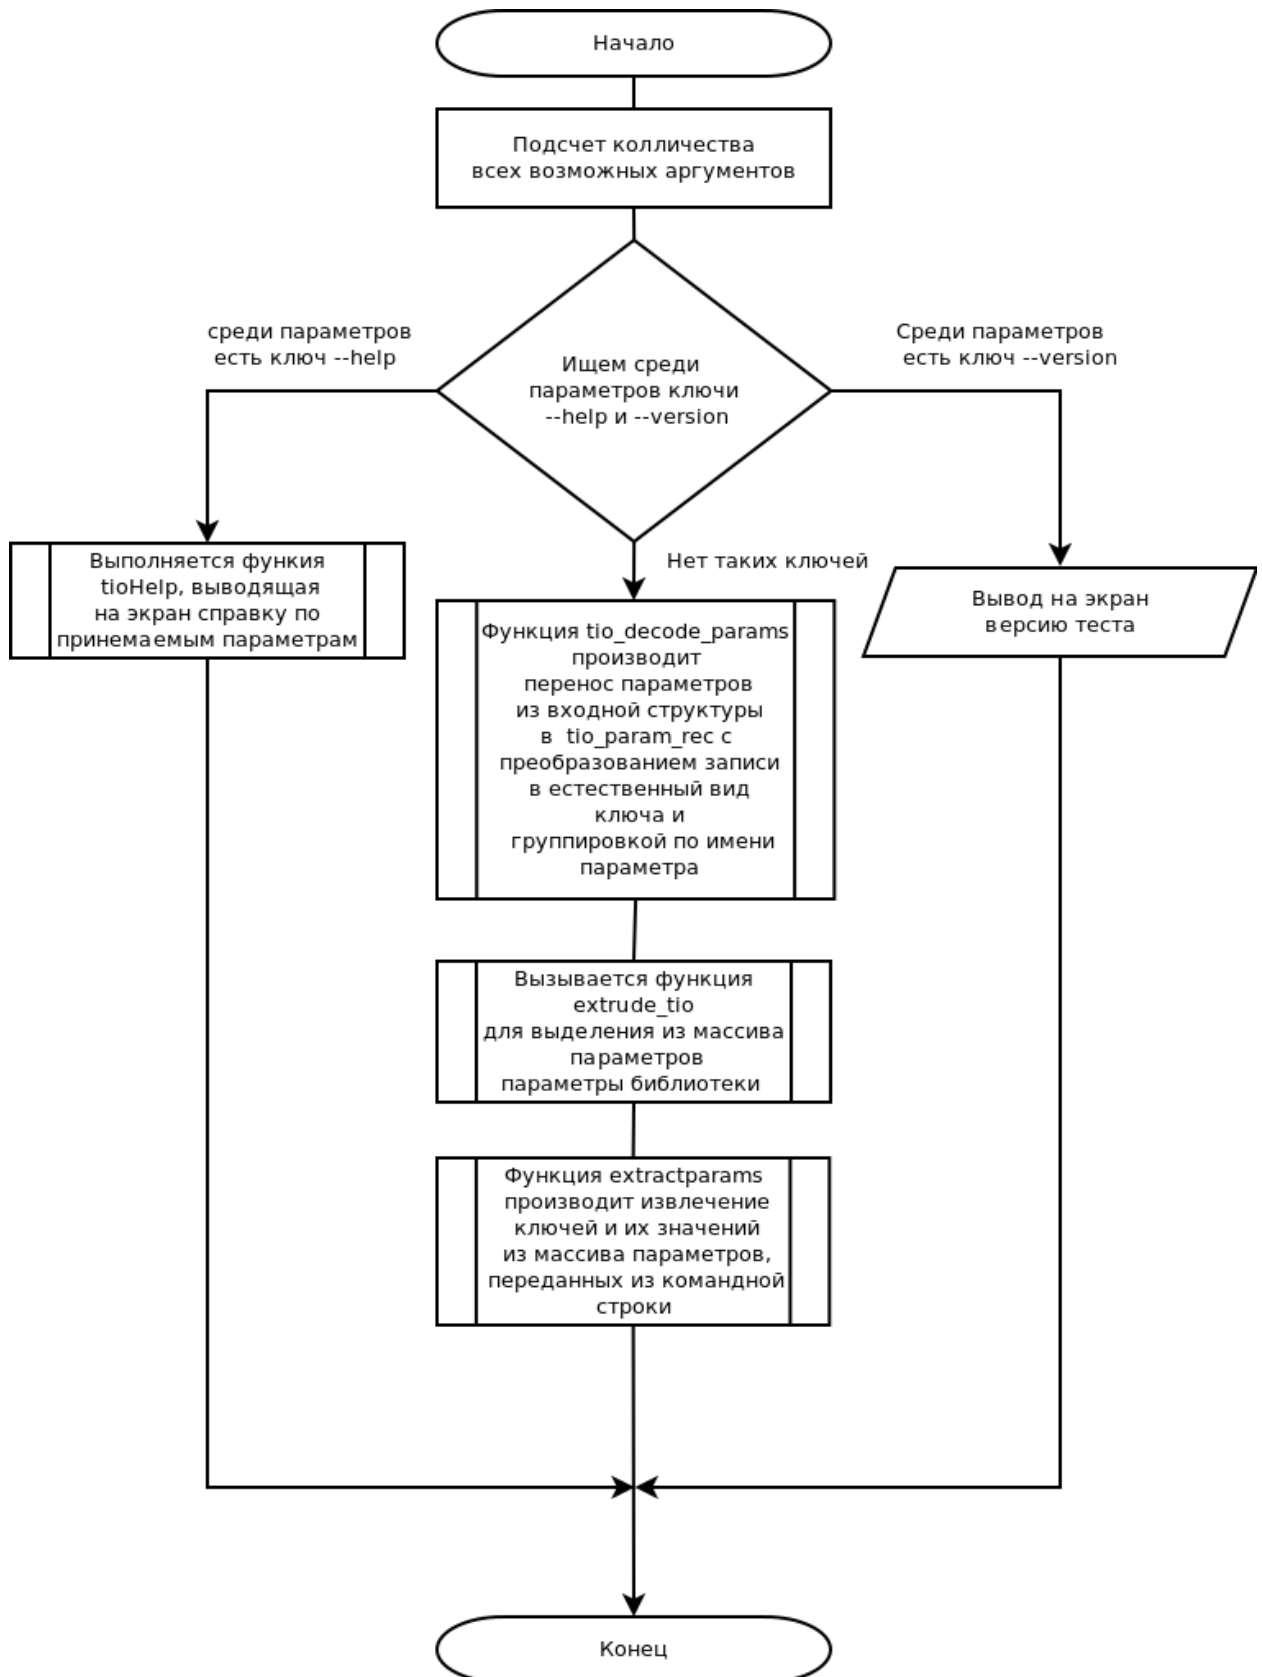 Начало
Подсчет колличества
всех возможных аргументов
среди параметров
есть ключ --help
Ищем среди
параметров ключи
--help и --version
Среди параметров
есть ключ --version
Выполняется функия
tioHelp, выводящая
на экран справку по
принемаемым параметрам
Нет таких ключей
Вывод на экран
версию теста
Функция tio_decode_params
производит
перенос параметров
из входной структуры
в tio_param_rec с
преобразованием записи
в естественный вид
ключа и
группировкой по имени
параметра
Вызывается функция
extrude_tio
для выделения из массива
параметров
параметры библиотеки
Функция extractparams
производит извлечение
ключей и их значений
из массива параметров,
переданных из командной
строки
Конец